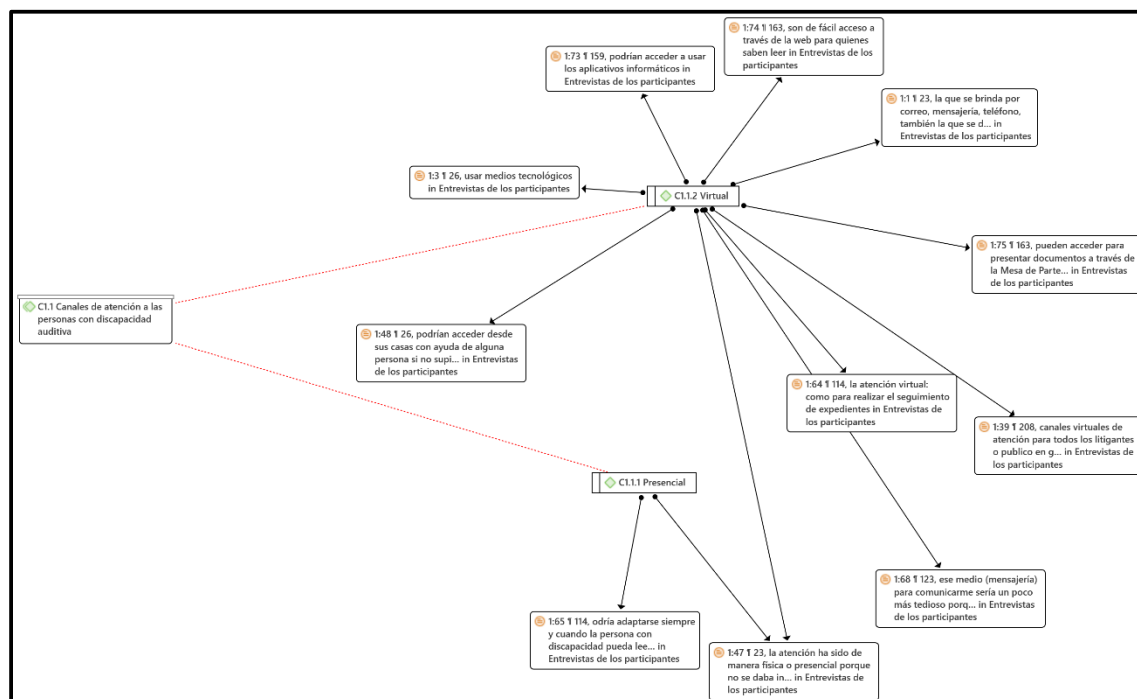 1:74 ¶ 163, son de fácil acceso a
través de la web para quienes
saben leer in Entrevistas de los
participantes
1:73 ¶ 159, podrían acceder a usar
los aplicativos informáticos in
Entrevistas de los participantes
1:1 ¶ 23, la que se brinda por
correo, mensajería, teléfono,
también la que se d... in
Entrevistas de los participantes
1:3 ¶ 26, usar medios tecnológicos
in Entrevistas de los participantes
C1.1.2 Virtual
1:75 ¶ 163, pueden acceder para
presentar documentos a través de
la Mesa de Parte... in Entrevistas
de los participantes
C1.1 Canales de atención a las
personas con discapacidad
auditiva
1:48 ¶ 26, podrían acceder desde
sus casas con ayuda de alguna
persona si no supi... in Entrevistas
de los participantes
1:64 ¶ 114, la atención virtual:
como para realizar el seguimiento
de expedientes in Entrevistas de
los participantes
1:39 ¶ 208, canales virtuales de
atención para todos los litigantes
o publico en g... in Entrevistas de
los participantes
C1.1.1 Presencial
1:68 ¶ 123, ese medio (mensajería)
para comunicarme sería un poco
más tedioso porq... in Entrevistas
de los participantes
1:65 ¶ 114, odría adaptarse siempre
y cuando la persona con
discapacidad pueda lee... in
Entrevistas de los participantes
1:47 ¶ 23, la atención ha sido de
manera física o presencial porque
no se daba in... in Entrevistas de
los participantes